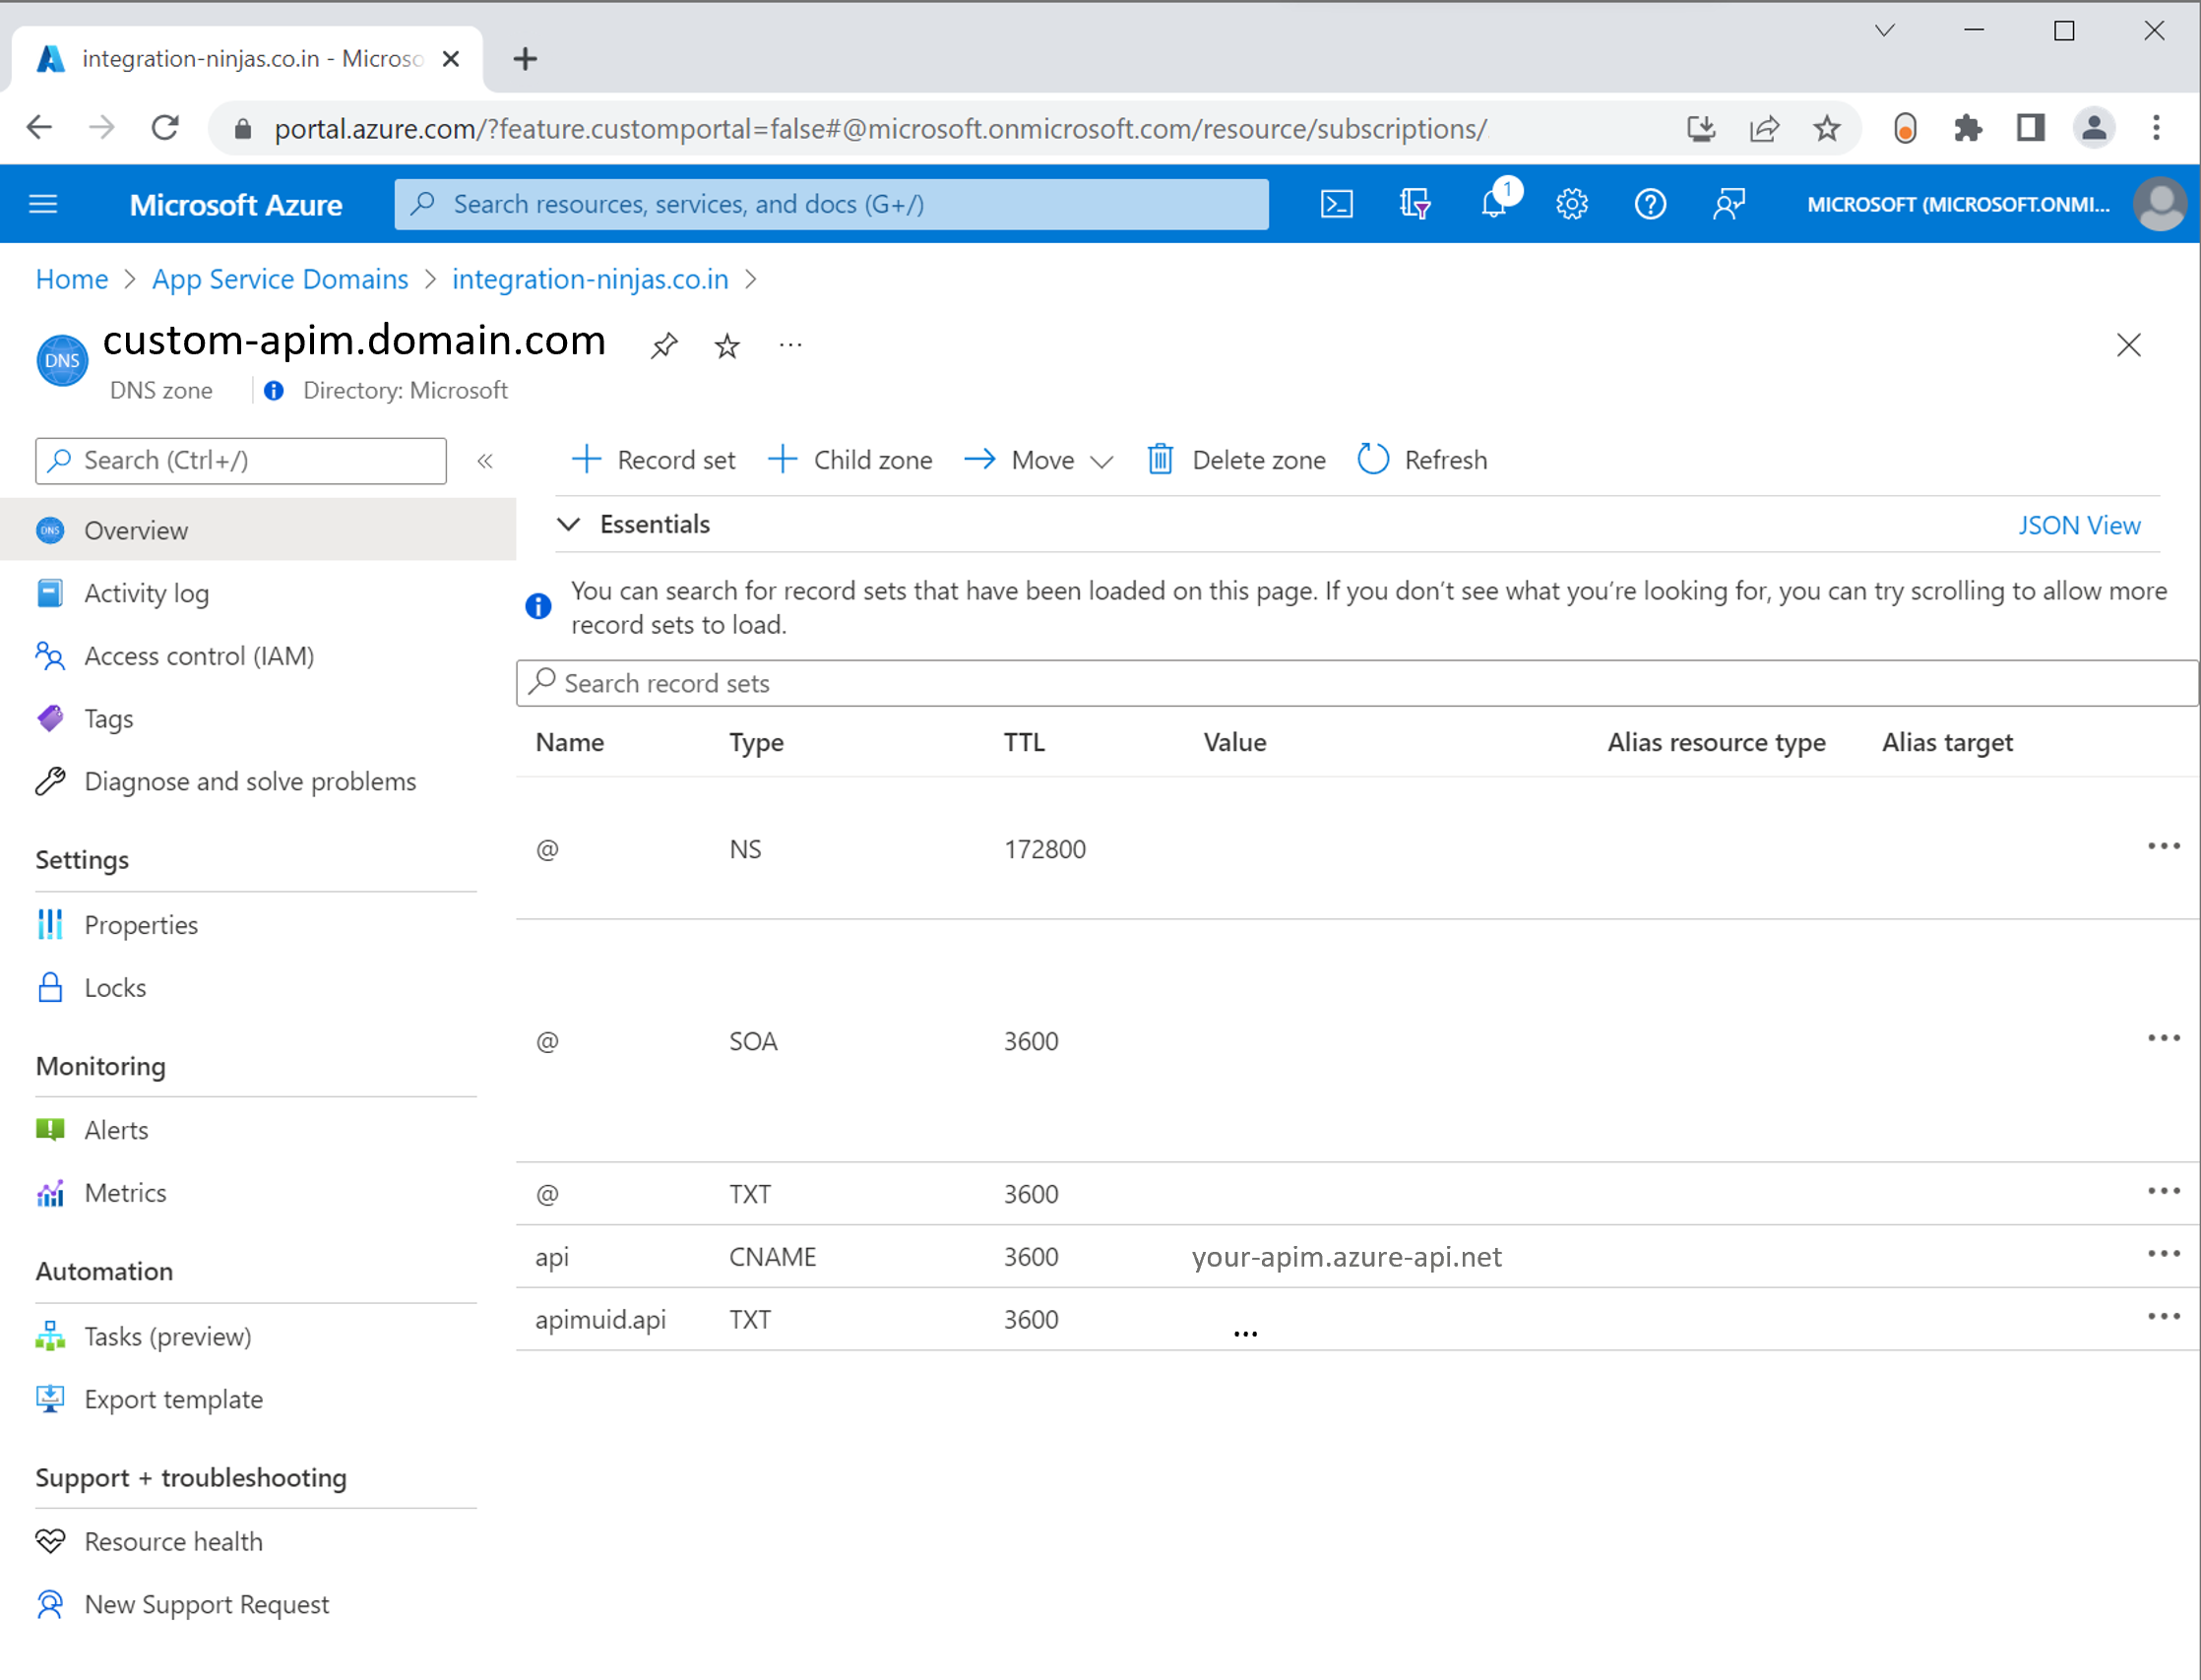 integration-ninjas.co.in - Microso
portal.azure.com/?feature.customportal=false#@microsoft.onmicrosoft.com/resource/subscriptions/.
Microsoft Azure
Search resources, services, and docs (G+/)
1
MICROSOFT (MICROSOFT.ONMI...
Home > App Service Domains > integration-ninjas.co.in >
DNS
custom-apim.domain.com
DNS zone
Directory: Microsoft
Search (Ctrl+/)
Record set
Child zone
Move
Delete zone
Refresh
DNS
Overview
Activity log
Access control (IAM)
Tags
Diagnose and solve problems
Settings
Properties
Locks
Monitoring
Alerts
Metrics
Automation
Tasks (preview)
Export template
Support + troubleshooting
Resource health
New Support Request
Essentials
JSON View
You can search for record sets that have been loaded on this page. If you don't see what you're looking for, you can try scrolling to allow more
record sets to load.
Search record sets
Name Type TTL Value Alias resource type Alias target
@ NS 172800
@ SOA 3600
@ TXT 3600
api CNAME 3600 your-apim.azure-api.net
apimuid.api TXT 3600 ...